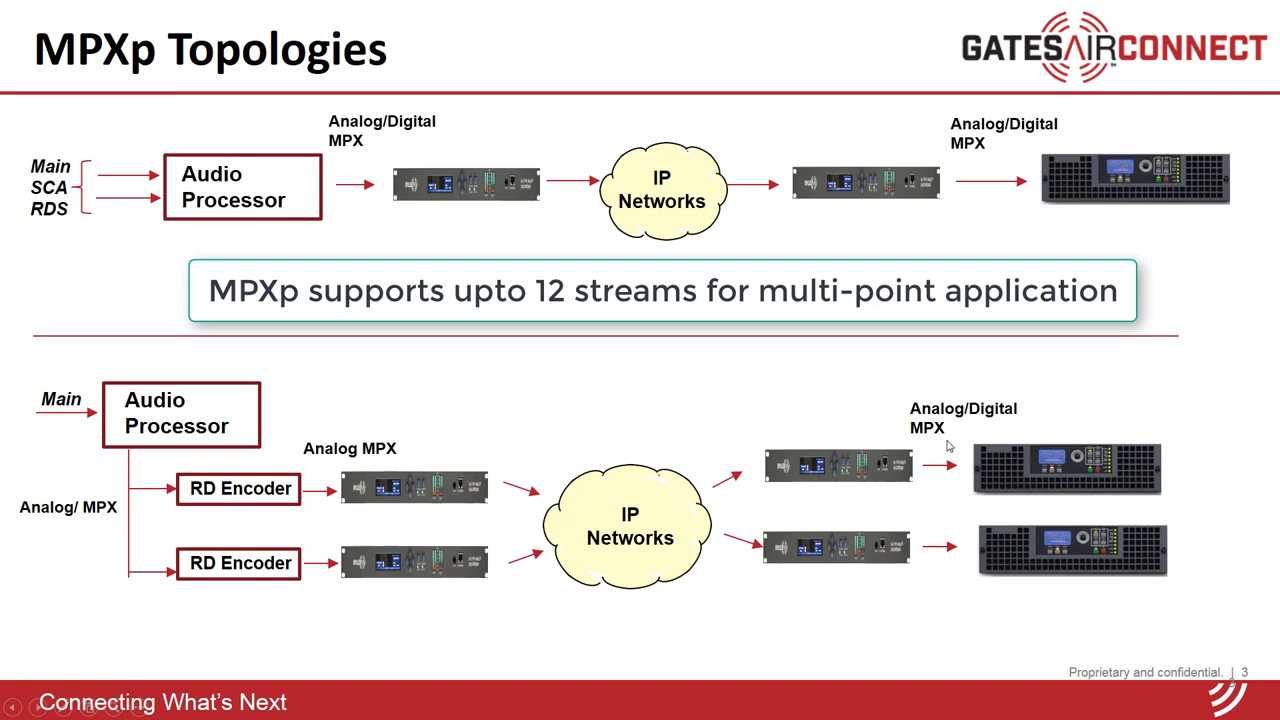 MPXp Topologies
GATESAIRCONNECT
Analog/Digital
MPX
Analog/Digital
MPX
Main
SCA
RDS
Audio
Processor
IP
Networks
MPXp supports upto 12 streams for multi-point application
Main
Audio
Processor
Analog/Digital
MPX
Analog MPX
RD Encoder
Analog/ MPX
IP
Networks
RD Encoder
Proprietary and confidential. | 3
Connecting What's Next